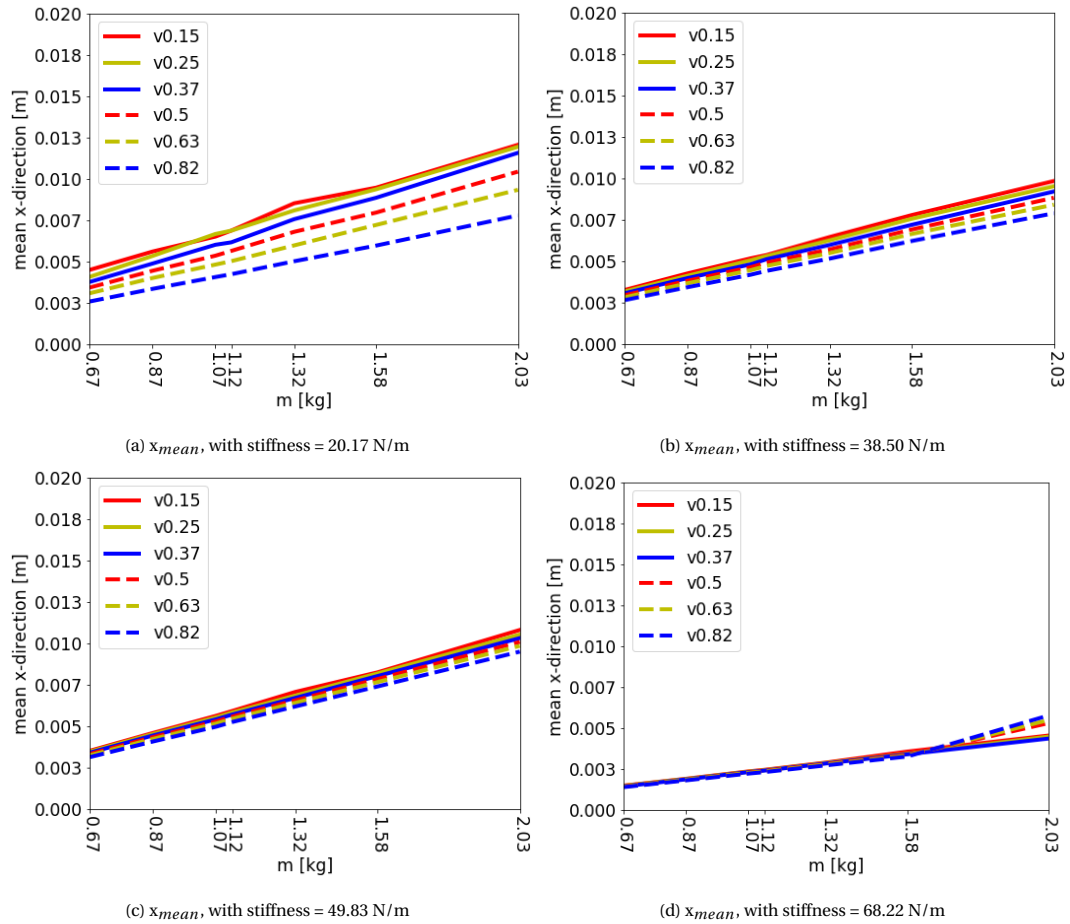 0.020
0.018
0.015
0.013
0.010
0.007
0.005
0.003
0.000
mean x-direction [m]
v0.15
v0.25
v0.37
v0.5
v0.63
v0.82
0.67
0.87
1.07
1.12
1.32
1.58
2.03
m [kg]
(a) xmean, with stiffness = 20.17 N/m
0.020
0.018
0.015
0.013
0.010
0.007
0.005
0.003
0.000
mean x-direction [m]
v0.15
v0.25
v0.37
v0.5
v0.63
v0.82
0.67
0.87
1.07
1.12
1.32
1.58
2.03
m [kg]
(b) xmean, with stiffness = 38.50 N/m
0.020
0.018
0.015
0.013
0.010
0.007
0.005
0.003
0.000
mean x-direction [m]
v0.15
v0.25
v0.37
v0.5
v0.63
v0.82
0.67
0.87
1.07
1.12
1.32
1.58
2.03
m [kg]
(c) xmean, with stiffness = 49.83 N/m
0.020
0.018
0.015
0.013
0.010
0.007
0.005
0.003
0.000
mean x-direction [m]
v0.15
v0.25
v0.37
v0.5
v0.63
v0.82
0.67
0.87
1.07
1.12
1.32
1.58
2.03
m [kg]
(d) xmean, with stiffness = 68.22 N/m